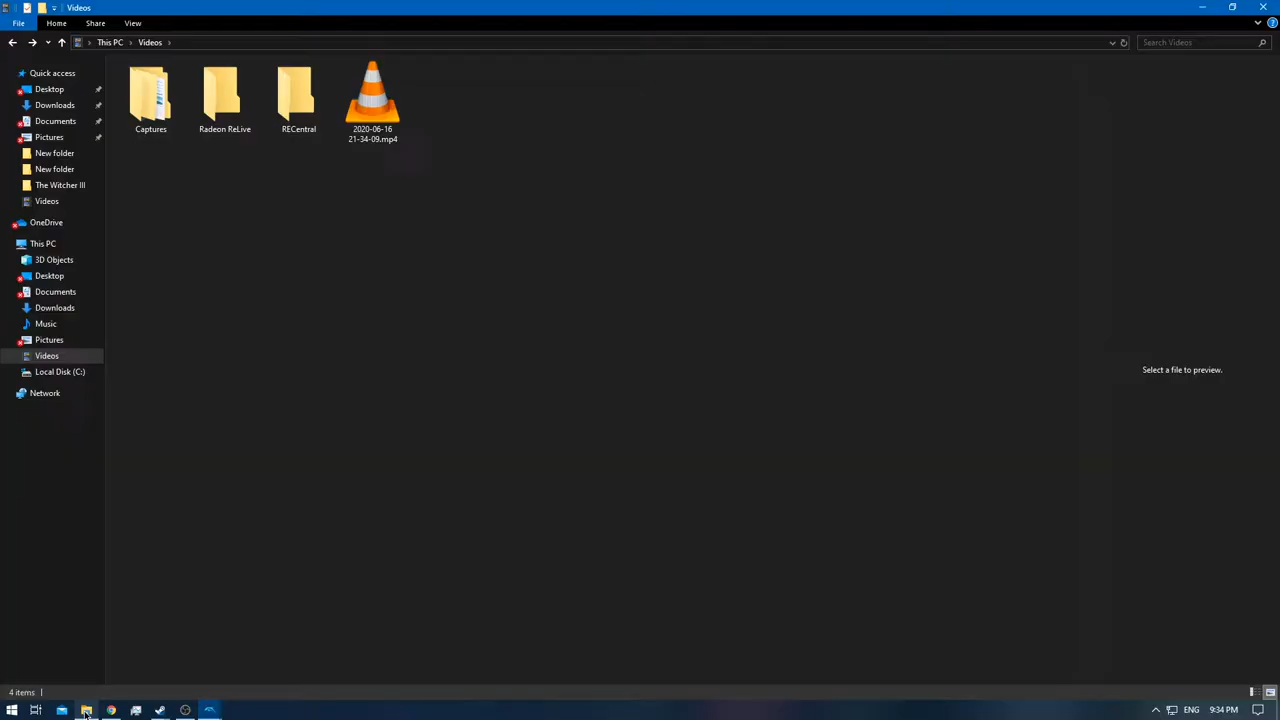 Videos
File Home Share View
This PC Videos Search Videos
Quick access
Desktop
Downloads
Documents
Pictures
New folder
New folder
The Witcher III
Videos
OneDrive
This PC
3D Objects
Desktop
Documents
Downloads
Music
Pictures
Videos
Local Disk (C:)
Network
Captures
Radeon ReLive
RECentral
2020-06-16
21-34-09.mp4
Select a file to preview.
4 items
ENG 9:34 PM